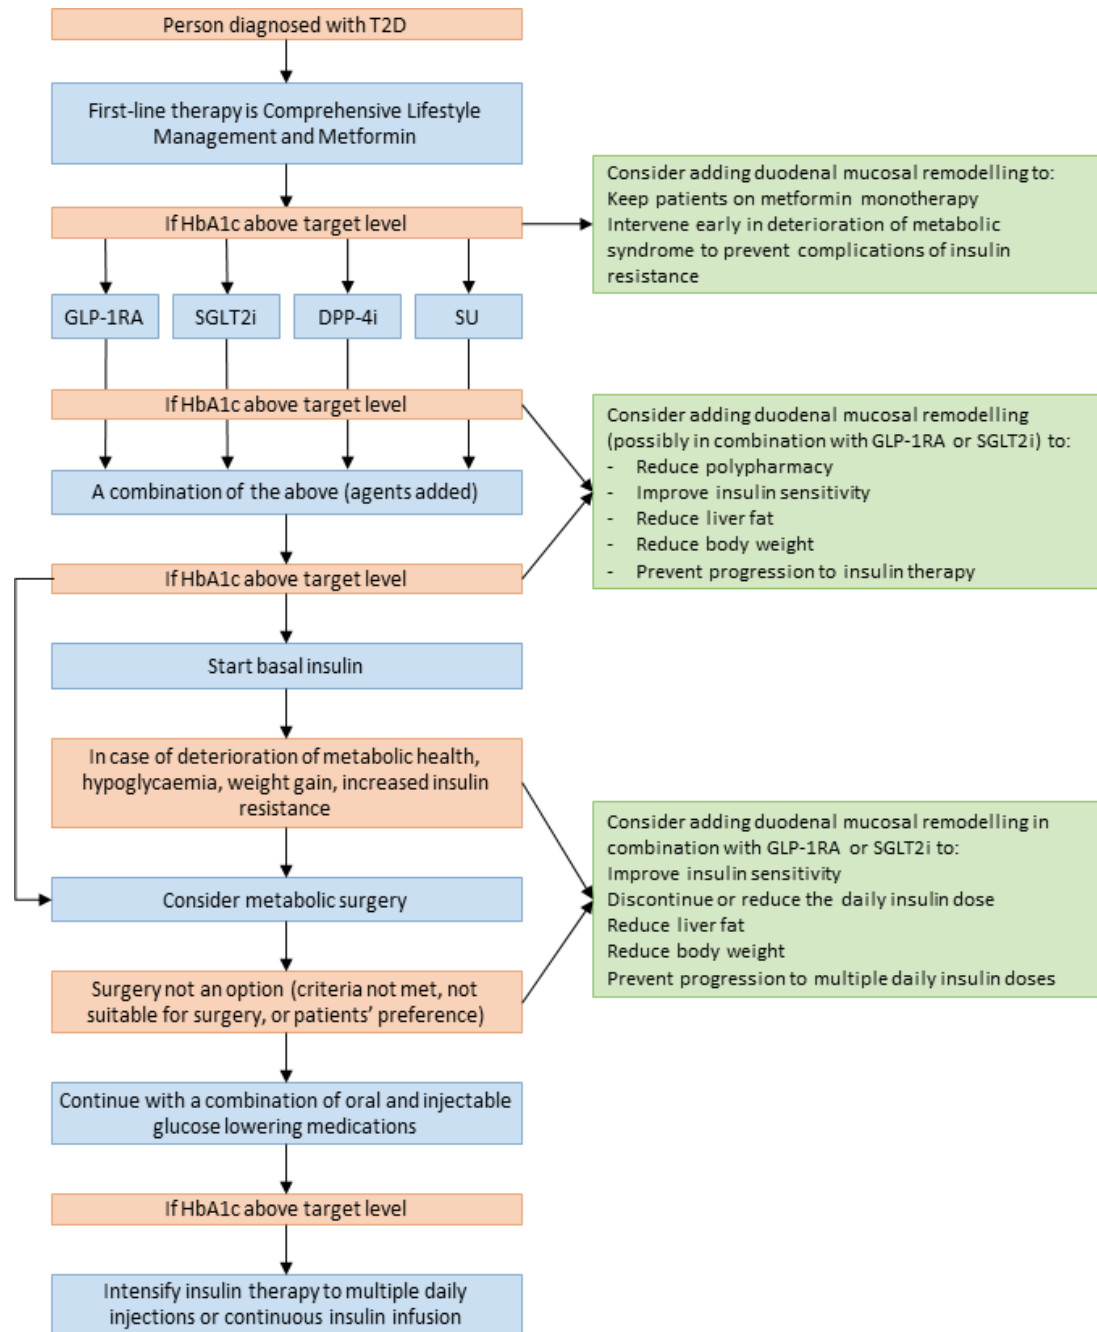 Person diagnosed with T2D
First-line therapy is Comprehensive Lifestyle
Management and Metformin
If HbA1c above target level
Consider adding duodenal mucosal remodelling to:
Keep patients on metformin monotherapy
Intervene early in deterioration of metabolic
syndrome to prevent complications of insulin
resistance
GLP-1RA
SGLT2i
DPP-4i
SU
If HbA1c above target level
Consider adding duodenal mucosal remodelling
(possibly in combination with GLP-1RA or SGLT2i) to:
- Reduce polypharmacy
- Improve insulin sensitivity
- Reduce liver fat
- Reduce body weight
- Prevent progression to insulin therapy
A combination of the above (agents added)
If HbA1c above target level
Start basal insulin
In case of deterioration of metabolic health,
hypoglycaemia, weight gain, increased insulin
resistance
Consider adding duodenal mucosal remodelling in
combination with GLP-1RA or SGLT2i to:
Improve insulin sensitivity
Discontinue or reduce the daily insulin dose
Reduce liver fat
Reduce body weight
Prevent progression to multiple daily insulin doses
Consider metabolic surgery
Surgery not an option (criteria not met, not
suitable for surgery, or patients’ preference)
Continue with a combination of oral and injectable
glucose lowering medications
If HbA1c above target level
Intensify insulin therapy to multiple daily
injections or continuous insulin infusion